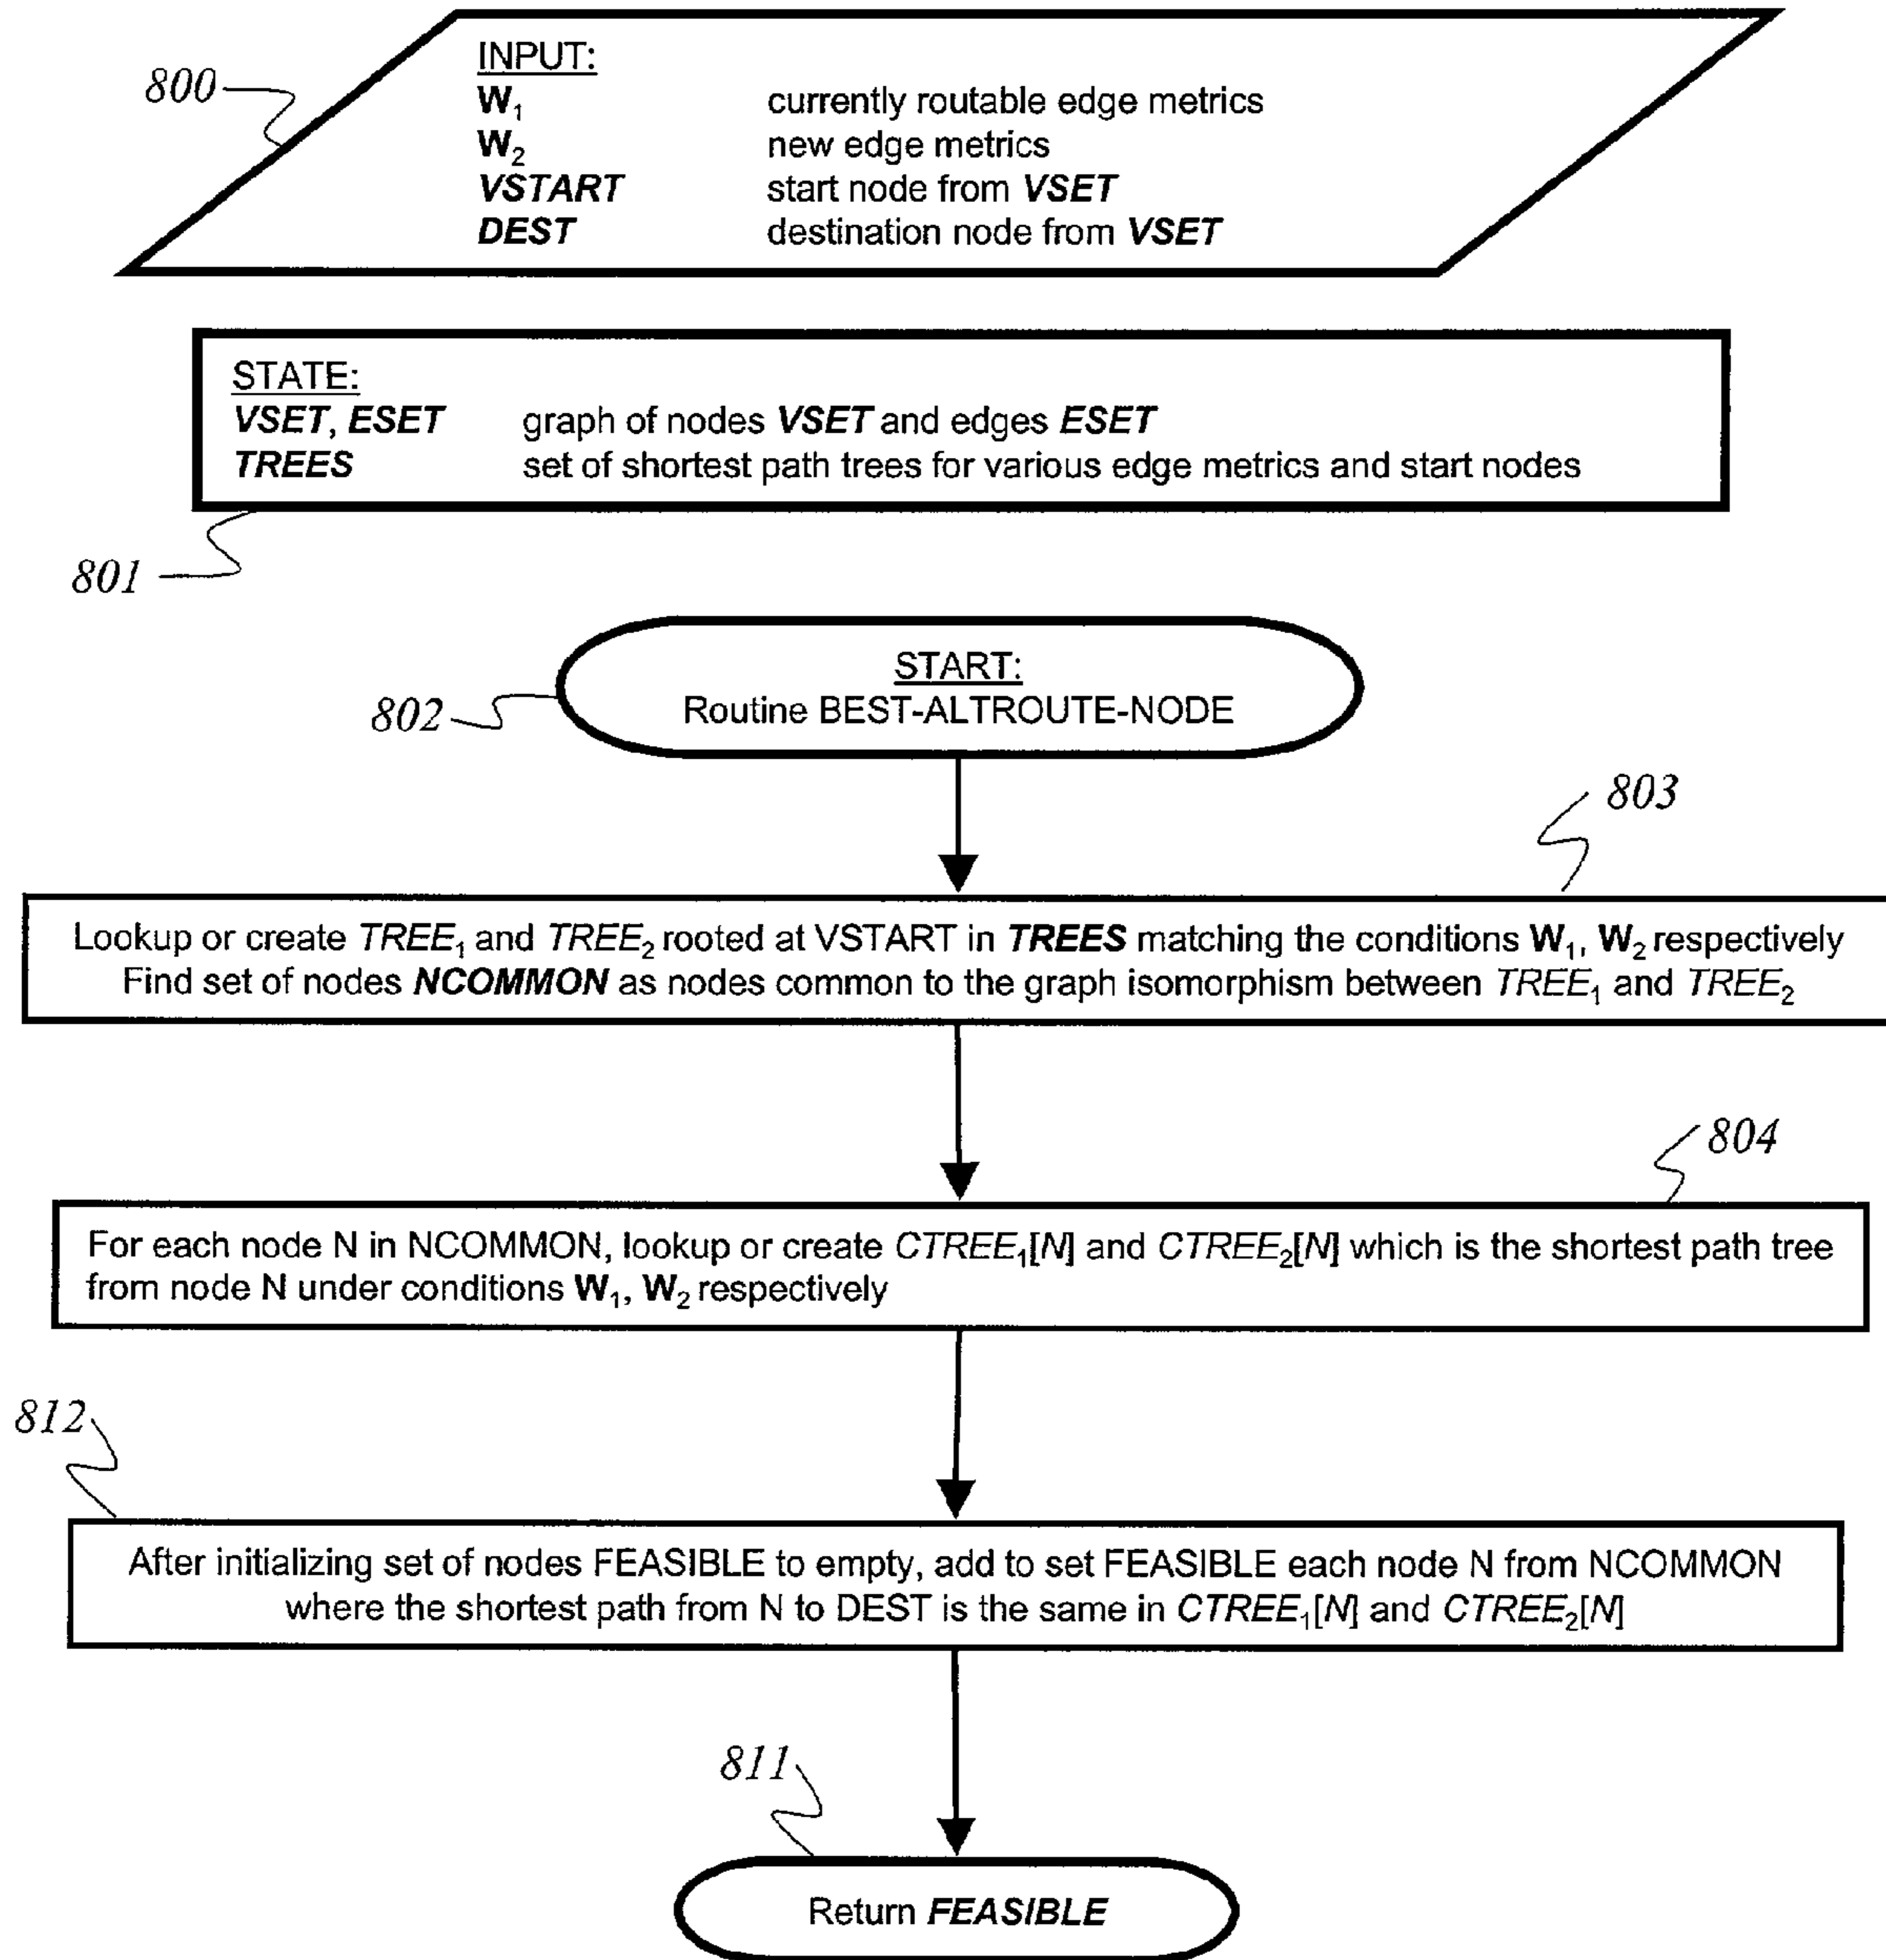 800
INPUT:
W₁ currently routable edge metrics
W₂ new edge metrics
VSTART start node from VSET
DEST destination node from VSET
STATE:
VSET, ESET graph of nodes VSET and edges ESET
TREES set of shortest path trees for various edge metrics and start nodes
801
START:
802
Routine BEST-ALTROUTE-NODE
803
Lookup or create TREE₁ and TREE₂ rooted at VSTART in TREES matching the conditions W₁, W₂ respectively
Find set of nodes NCOMMON as nodes common to the graph isomorphism between TREE₁ and TREE₂
804
For each node N in NCOMMON, lookup or create CTREE₁[N] and CTREE₂[N] which is the shortest path tree
from node N under conditions W₁, W₂ respectively
812
After initializing set of nodes FEASIBLE to empty, add to set FEASIBLE each node N from NCOMMON
where the shortest path from N to DEST is the same in CTREE₁[N] and CTREE₂[N]
811
Return FEASIBLE